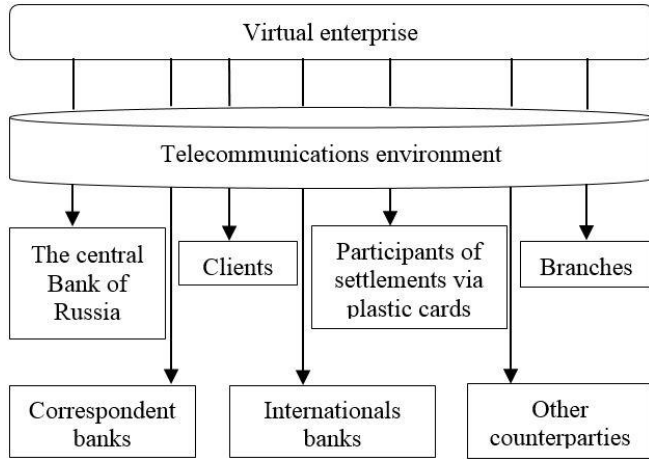 Virtual enterprise
Telecommunications environment
The central
Bank of
Russia
Clients
Participants of
settlements via
plastic cards
Branches
Correspondent
banks
Internationals
banks
Other
counterparties